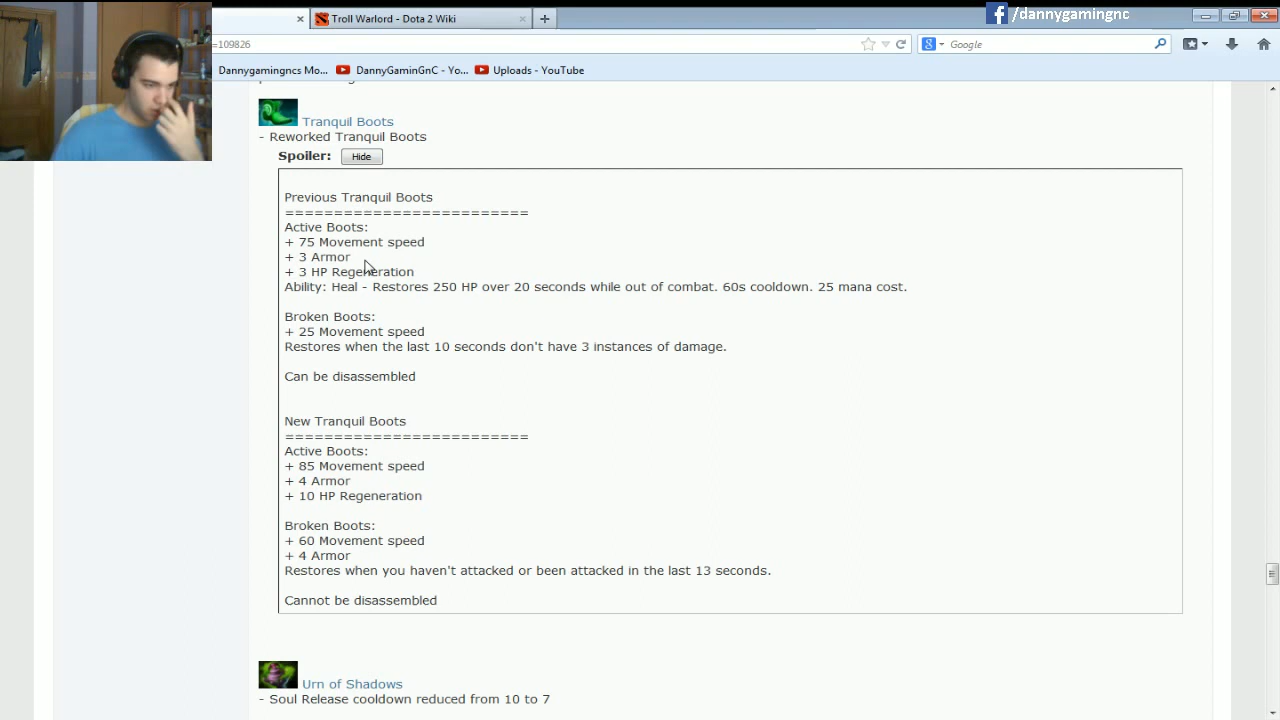 /dannygamingnc
Troll Warlord - Dota 2 Wiki
=109826
Google
Dannygamingncs Mo...
DannyGaminGnC - Yo...
Uploads - YouTube
Tranquil Boots
- Reworked Tranquil Boots
Spoiler: Hide
Previous Tranquil Boots
=========================
Active Boots:
+ 75 Movement speed
+ 3 Armor
+ 3 HP Regeneration
Ability: Heal - Restores 250 HP over 20 seconds while out of combat. 60s cooldown. 25 mana cost.
Broken Boots:
+ 25 Movement speed
Restores when the last 10 seconds don't have 3 instances of damage.
Can be disassembled
New Tranquil Boots
=========================
Active Boots:
+ 85 Movement speed
+ 4 Armor
+ 10 HP Regeneration
Broken Boots:
+ 60 Movement speed
+ 4 Armor
Restores when you haven't attacked or been attacked in the last 13 seconds.
Cannot be disassembled
Urn of Shadows
- Soul Release cooldown reduced from 10 to 7